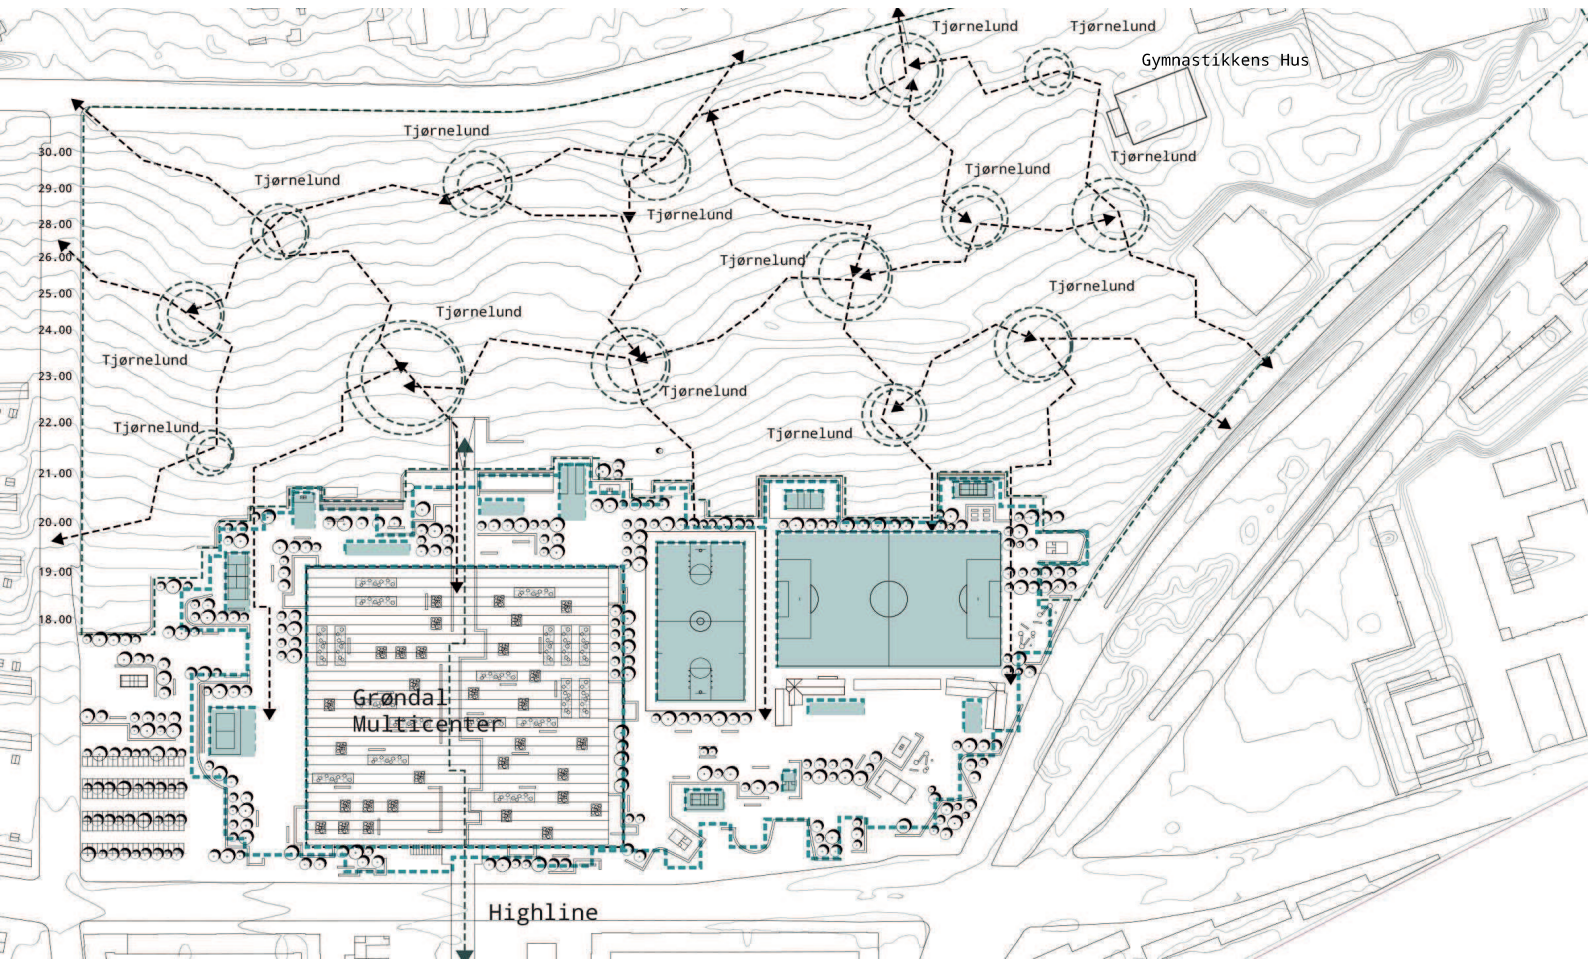 Tjørnelund
Tjørnelund
Gymnastikkens Hus
Tjørnelund
30.00
Tjørnelund
Tjørnelund
Tjørnelund
29.00
Tjørnelund
28.00
26.00
Tjørnelund
25.00
Tjørnelund
Tjørnelund
24.00
Tjørnelund
23.00
Tjørnelund
22.00
Tjørnelund
Tjørnelund
21.00
20.00
19.00
18.00
Grøndal
Multicenter
Highline